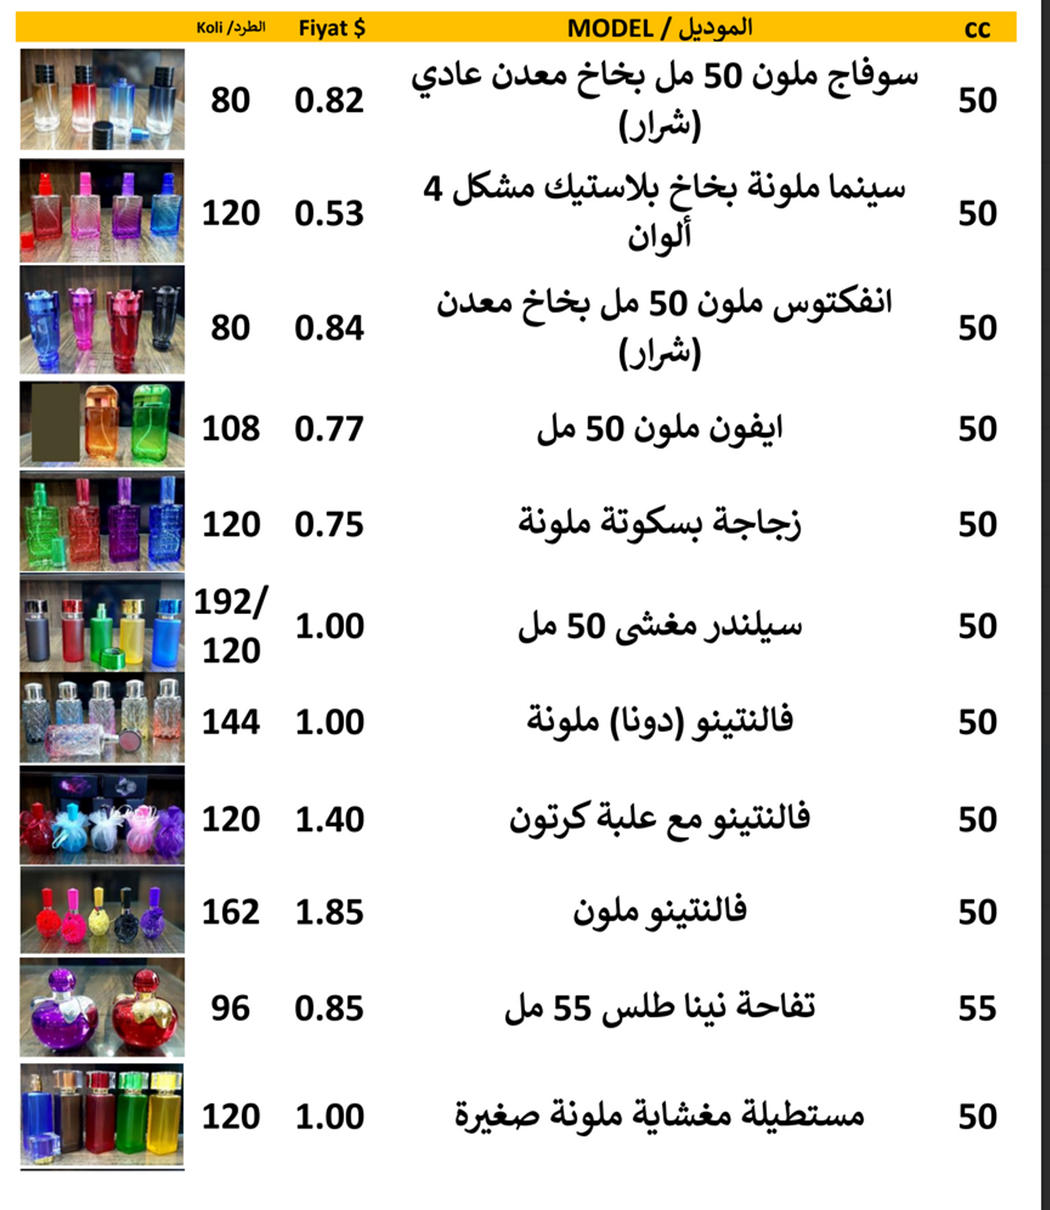 Koli /الطرد Fiyat $ MODEL / الموديل cc
80 0.82 سوفاج ملون 50 مل بخاخ معدن عادي 50
(شرار)
120 0.53 سينما ملونة بخاخ بلاستيك مشكل 4 50
ألوان
80 0.84 انفكتوس ملون 50 مل بخاخ معدن 50
(شرار)
108 0.77 ايفون ملون 50 مل 50
120 0.75 زجاجة بسكوتة ملونة 50
192/
120 1.00 سيلندر مغشى 50 مل 50
144 1.00 فالنتينو (دونا) ملونة 50
120 1.40 فالنتينو مع علبة كرتون 50
162 1.85 فالنتينو ملون 50
96 0.85 تفاحة نينا طلس 55 مل 55
120 1.00 مستطيلة مغشاية ملونة صغيرة 50